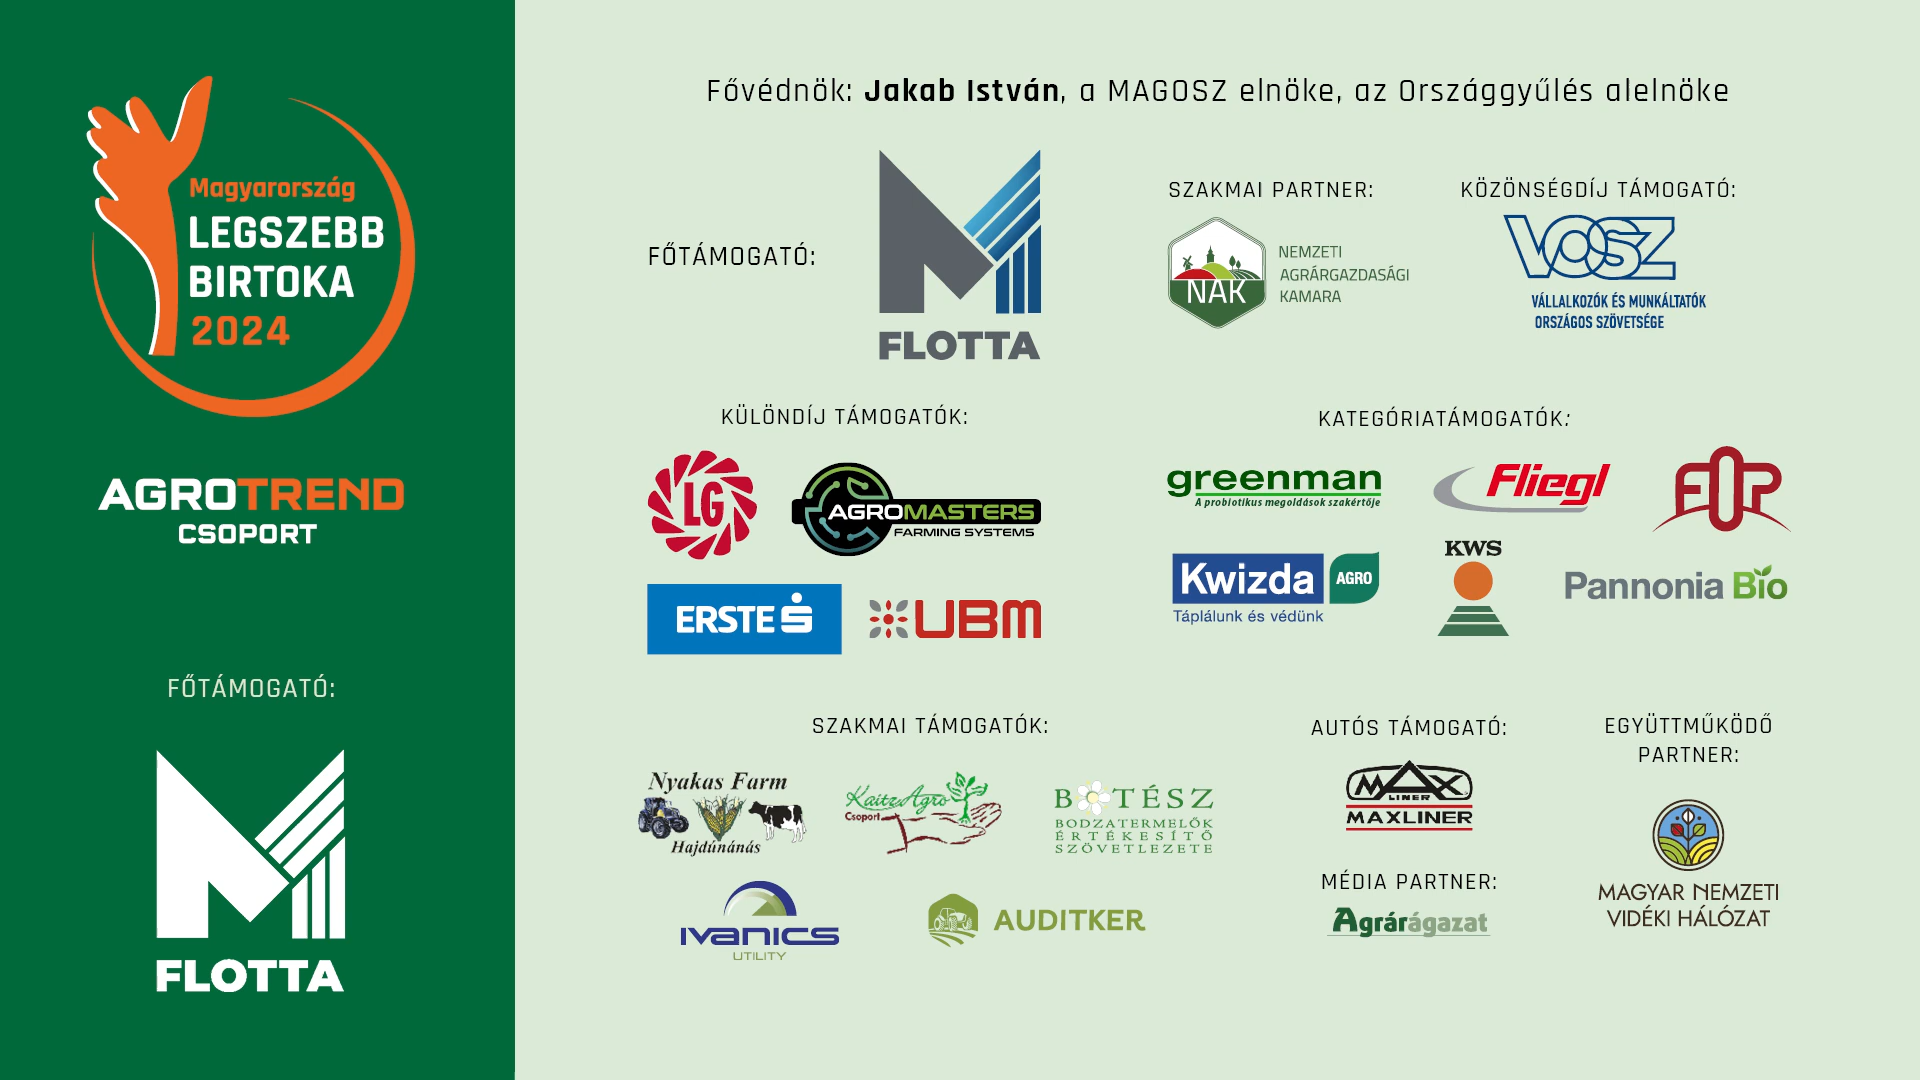 Magyarország
LEGSZEBB
BIRTOKA
2024
AGROTREND
CSOPORT
FŐTÁMOGATÓ:
M
FLOTTA
Fővédnök: Jakab István, a MAGOSZ elnöke, az Országgyűlés alelnöke
FŐTÁMOGATÓ:
M
FLOTTA
SZAKMAI PARTNER:
NAK
NEMZETI
AGRÁRGAZDASÁGI
KAMARA
KÖZÖNSÉGDÍJ TÁMOGATÓ:
VOSZ
VÁLLALKOZÓK ÉS MUNKÁLTATÓK
ORSZÁGOS SZÖVETSÉGE
KÜLÖNDÍJ TÁMOGATÓK:
LG
AGROMASTERS
FARMING SYSTEMS
ERSTE
UBM
KATEGÓRIATÁMOGATÓK:
greenman
A probiotikus megoldások szakértője
Fliegl
KWS
Kwizda AGRO
Táplálunk és védünk
Pannonia Bio
SZAKMAI TÁMOGATÓK:
Nyakas Farm
Hajdúnánás
Kaitz Agro
Csoport
BOTÉSZ
BODZATERMELŐK
ÉRTÉKESÍTŐ
SZÖVETLEZETE
IVANICS
UTILITY
AUDITKER
AUTÓS TÁMOGATÓ:
MAX
LINER
MAXLINER
MÉDIA PARTNER:
Agrárágazat
EGYÜTTMŰKÖDŐ
PARTNER:
MAGYAR NEMZETI
VIDÉKI HÁLÓZAT